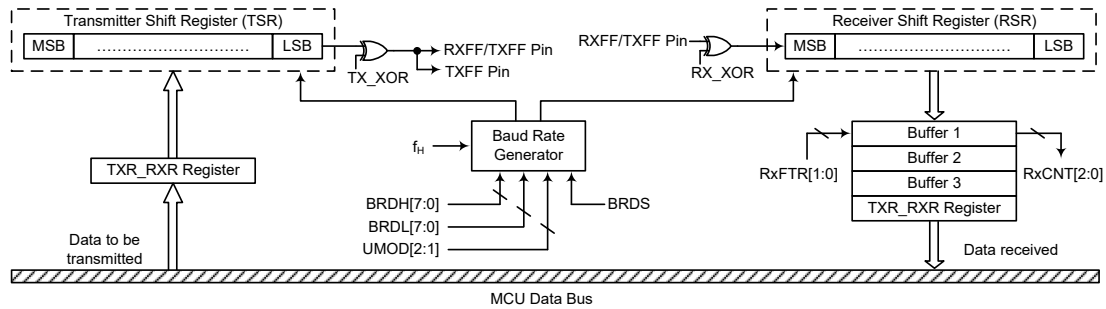 Transmitter Shift Register (TSR)
MSB ............................ LSB
TX_XOR
RXFF/TXFF Pin
TXFF Pin
Receiver Shift Register (RSR)
RXFF/TXFF Pin
RX_XOR
MSB ............................ LSB
fH
Baud Rate
Generator
BRDH[7:0]
BRDL[7:0]
UMOD[2:1]
BRDS
TXR_RXR Register
Data to be
transmitted
Buffer 1
Buffer 2
Buffer 3
TXR_RXR Register
RxFTR[1:0]
RxCNT[2:0]
Data received
MCU Data Bus